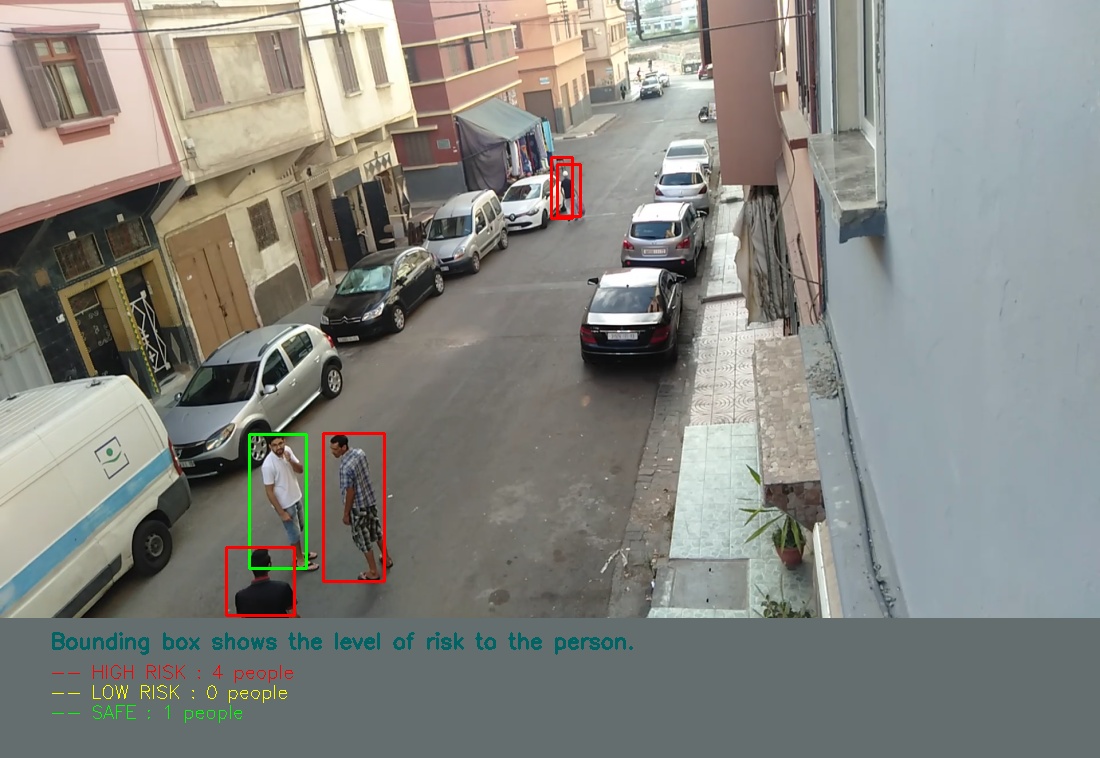 Bounding box shows the level of risk to the person.
—— HIGH RISK : 4 people
—— LOW RISK : 0 people
—— SAFE : 1 people